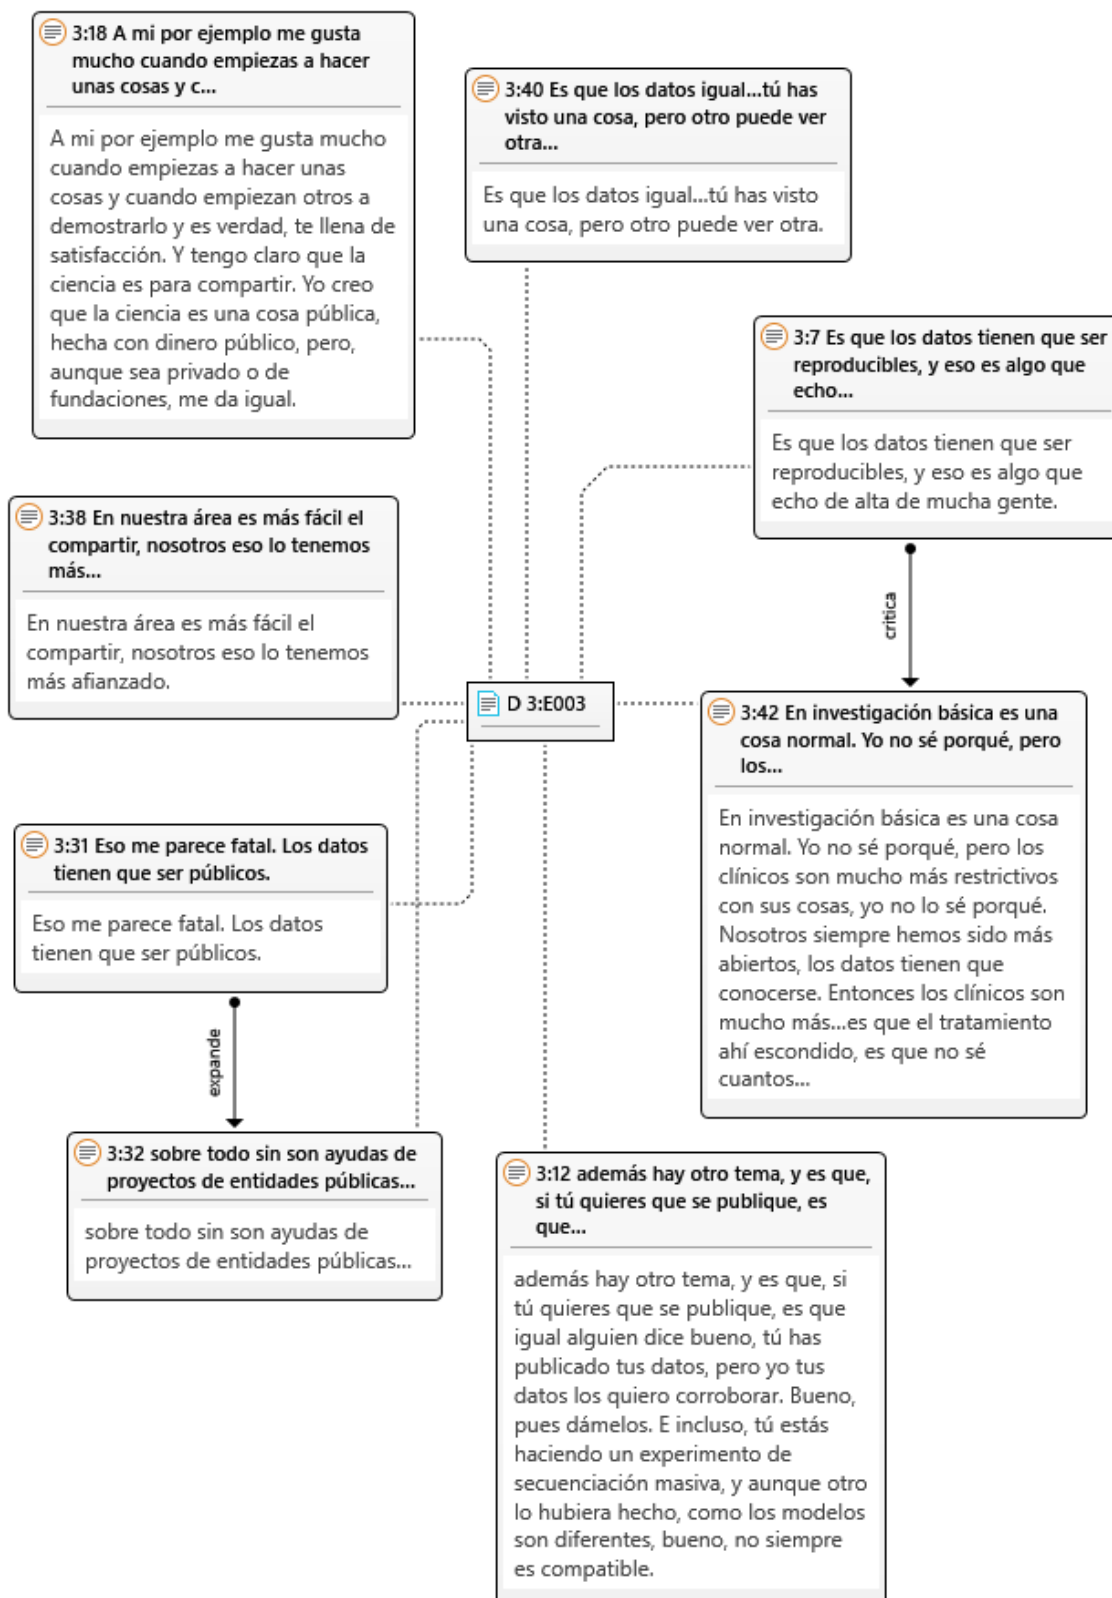 3:18 A mi por ejemplo me gusta
mucho cuando empiezas a hacer
unas cosas y c...
A mi por ejemplo me gusta mucho
cuando empiezas a hacer unas
cosas y cuando empiezan otros a
demostrarlo y es verdad, te llena de
satisfacción. Y tengo claro que la
ciencia es para compartir. Yo creo
que la ciencia es una cosa pública,
hecha con dinero público, pero,
aunque sea privado o de
fundaciones, me da igual.
3:40 Es que los datos igual...tú has
visto una cosa, pero otro puede ver
otra...
Es que los datos igual...tú has visto
una cosa, pero otro puede ver otra.
3:7 Es que los datos tienen que ser
reproducibles, y eso es algo que
echo...
Es que los datos tienen que ser
reproducibles, y eso es algo que
echo de alta de mucha gente.
3:38 En nuestra área es más fácil el
compartir, nosotros eso lo tenemos
más...
En nuestra área es más fácil el
compartir, nosotros eso lo tenemos
más afianzado.
critica
D 3:E003
3:42 En investigación básica es una
cosa normal. Yo no sé porqué, pero
los...
En investigación básica es una cosa
normal. Yo no sé porqué, pero los
clínicos son mucho más restrictivos
con sus cosas, yo no lo sé porqué.
Nosotros siempre hemos sido más
abiertos, los datos tienen que
conocerse. Entonces los clínicos son
mucho más...es que el tratamiento
ahí escondido, es que no sé
cuantos...
3:31 Eso me parece fatal. Los datos
tienen que ser públicos.
Eso me parece fatal. Los datos
tienen que ser públicos.
expande
3:32 sobre todo sin son ayudas de
proyectos de entidades públicas...
sobre todo sin son ayudas de
proyectos de entidades públicas...
3:12 además hay otro tema, y es que,
si tú quieres que se publique, es
que...
además hay otro tema, y es que, si
tú quieres que se publique, es que
igual alguien dice bueno, tú has
publicado tus datos, pero yo tus
datos los quiero corroborar. Bueno,
pues dámelos. E incluso, tú estás
haciendo un experimento de
secuenciación masiva, y aunque otro
lo hubiera hecho, como los modelos
son diferentes, bueno, no siempre
es compatible.